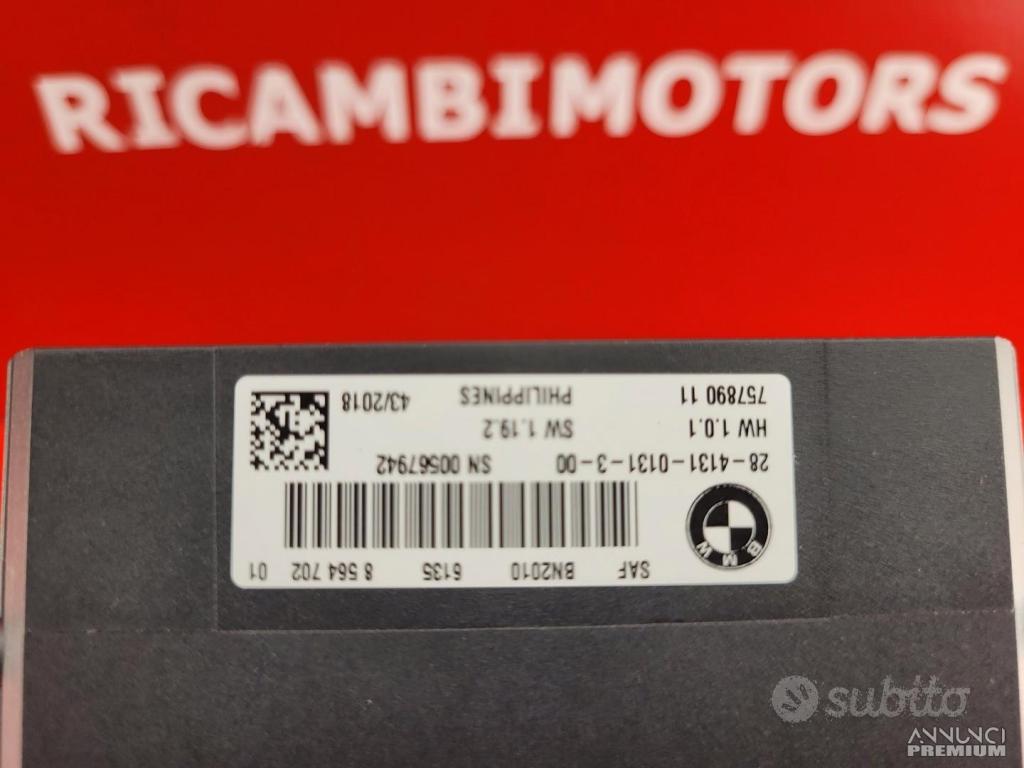 RICAMBIMOTORS
SAF BN2010 6135 8 564 702 01
BMW
28-4131-0131-3-00 SN 00567942
HW 1.0.1 SW 1.19.2
757890 11 PHILIPPINES 43/2018
subito
ANNUNCI
PREMIUM